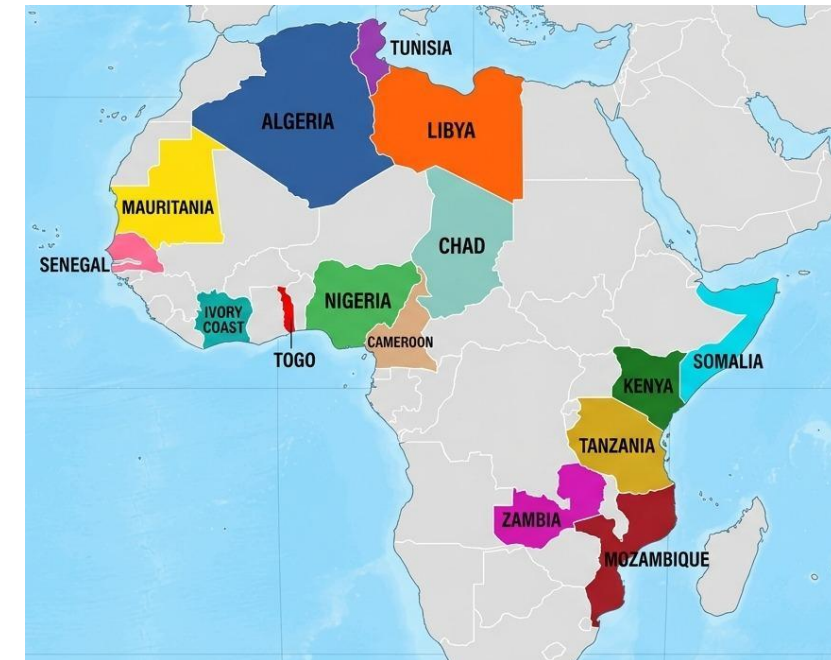 TUNISIA
ALGERIA
LIBYA
MAURITANIA
CHAD
SENEGAL
NIGERIA
IVORY
COAST
CAMEROON
TOGO
SOMALIA
KENYA
TANZANIA
ZAMBIA
MOZAMBIQUE